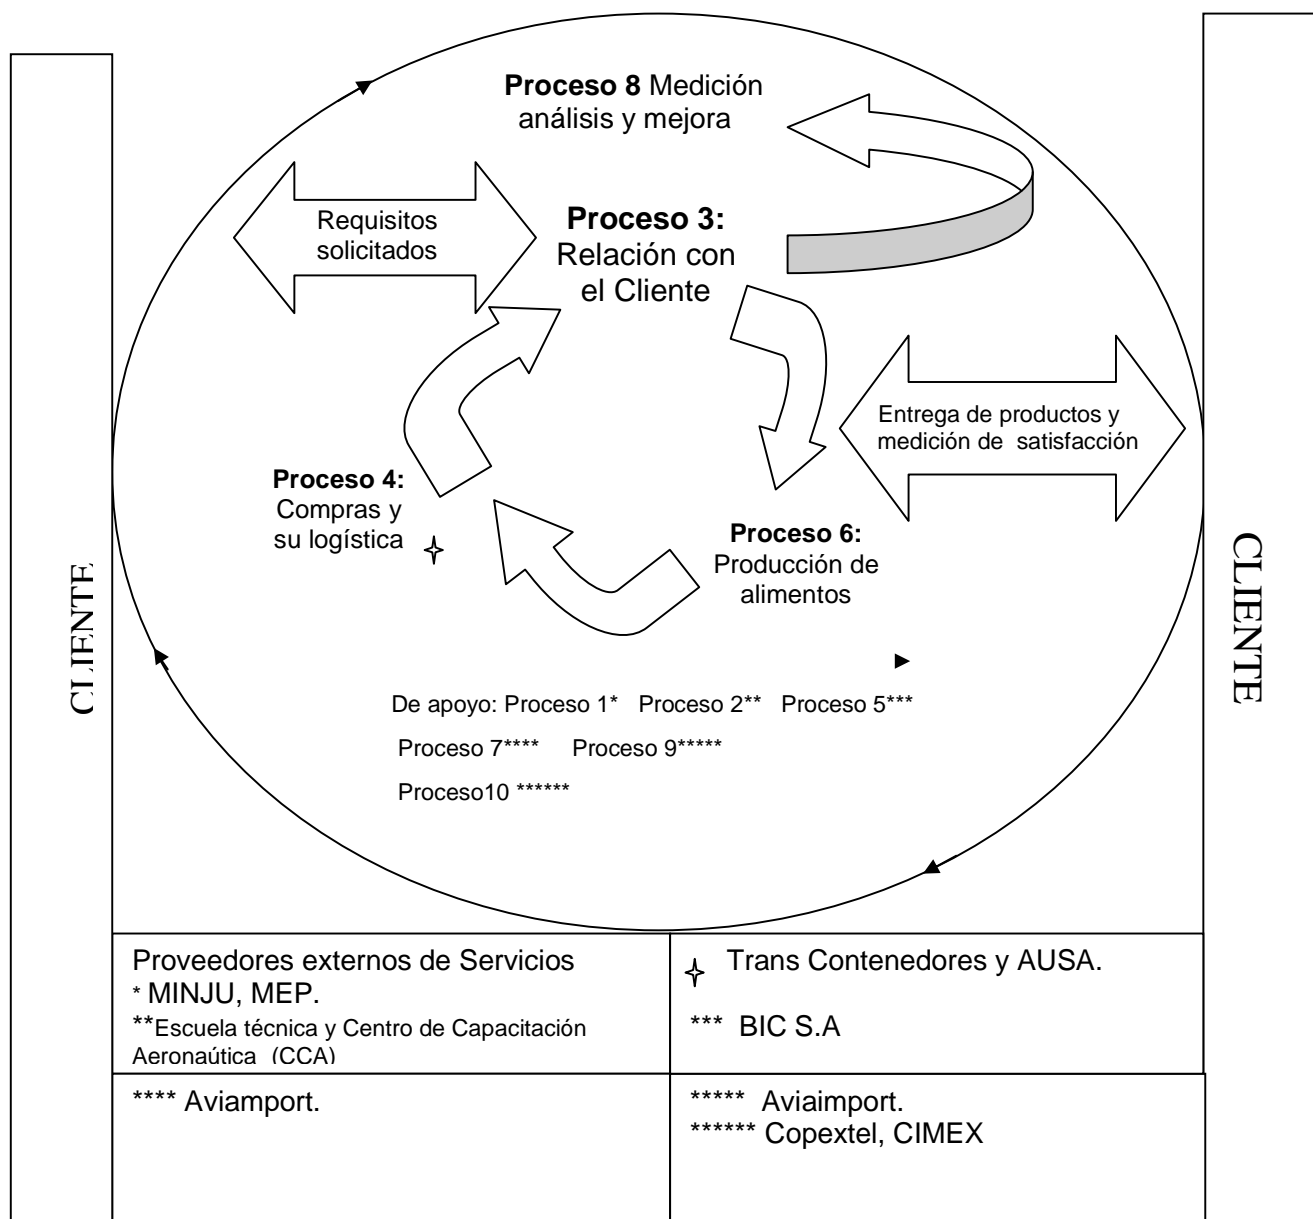 Proceso 8 Medición
análisis y mejora
Requisitos
solicitados
Proceso 3:
Relación con
el Cliente
Entrega de productos y
medición de satisfacción
Proceso 4:
Compras y
su logística
Proceso 6:
Producción de
alimentos
CLIENTE
CLIENTE
De apoyo: Proceso 1* Proceso 2** Proceso 5***
Proceso 7**** Proceso 9*****
Proceso10 ******
Proveedores externos de Servicios
* MINJU, MEP.
**Escuela técnica y Centro de Capacitación
Aeronaútica (CCA)
Trans Contenedores y AUSA.
*** BIC S.A
**** Aviamport.
***** Aviaimport.
****** Copextel, CIMEX